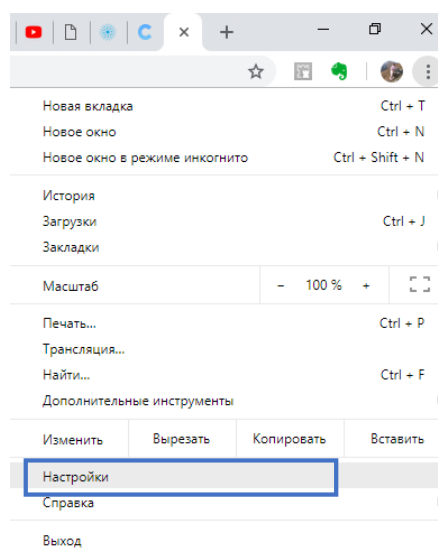 Новая вкладка Ctrl + T
Новое окно Ctrl + N
Новое окно в режиме инкогнито Ctrl + Shift + N
История
Загрузки Ctrl + J
Закладки
Масштаб - 100 % +
Печать... Ctrl + P
Трансляция...
Найти... Ctrl + F
Дополнительные инструменты
Изменить Вырезать Копировать Вставить
Настройки
Справка
Выход